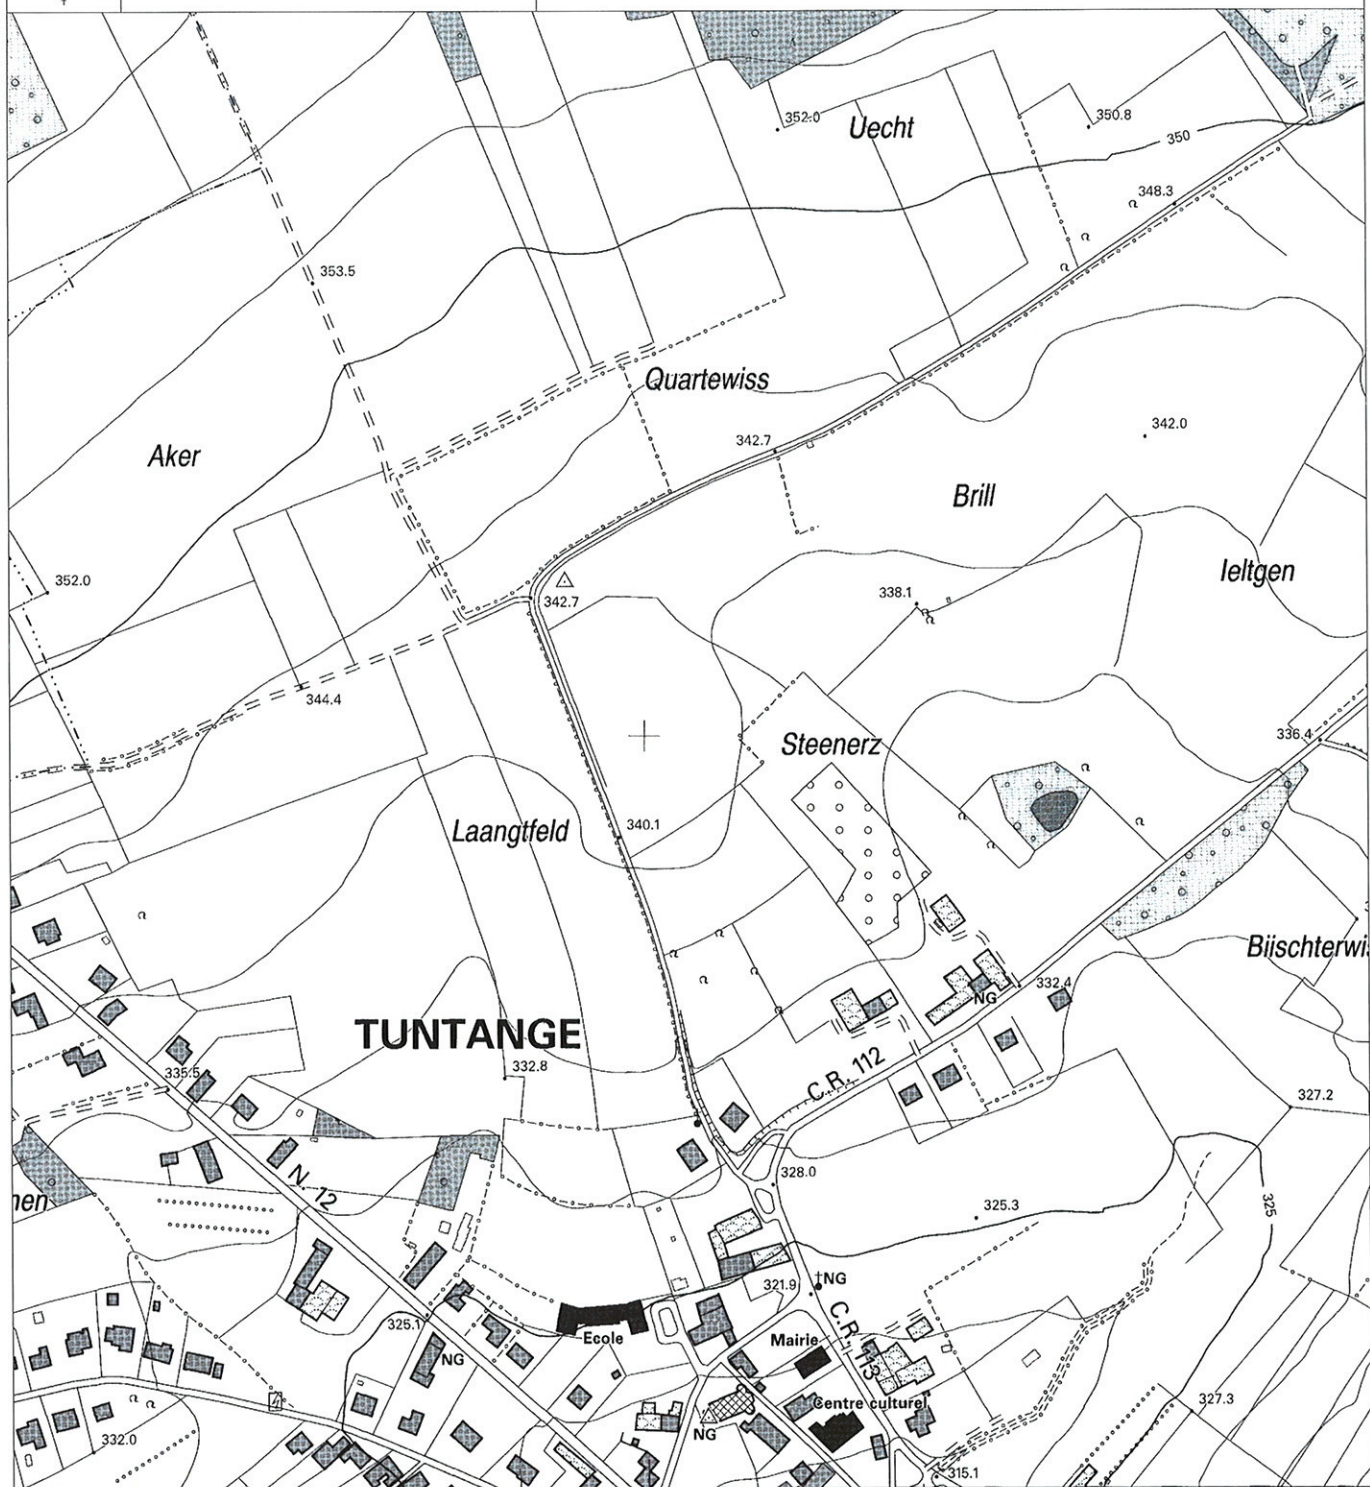 352.0
Uecht
350.8
350
348.3
353.5
Quartewiss
342.7
342.0
Aker
Brill
Ieltgen
352.0
342.7
338.1
344.4
Steenerz
336.4
Laangtfeld
340.1
Biischterwi
332.4
NG
TUNTANGE
C.R. 112
335.5
332.8
327.2
N. 12
328.0
325.3
325
nen
321.9
NG
C.R. 113
325.1
Ecole
Mairie
NG
Centre culturel
NG
327.3
332.0
315.1